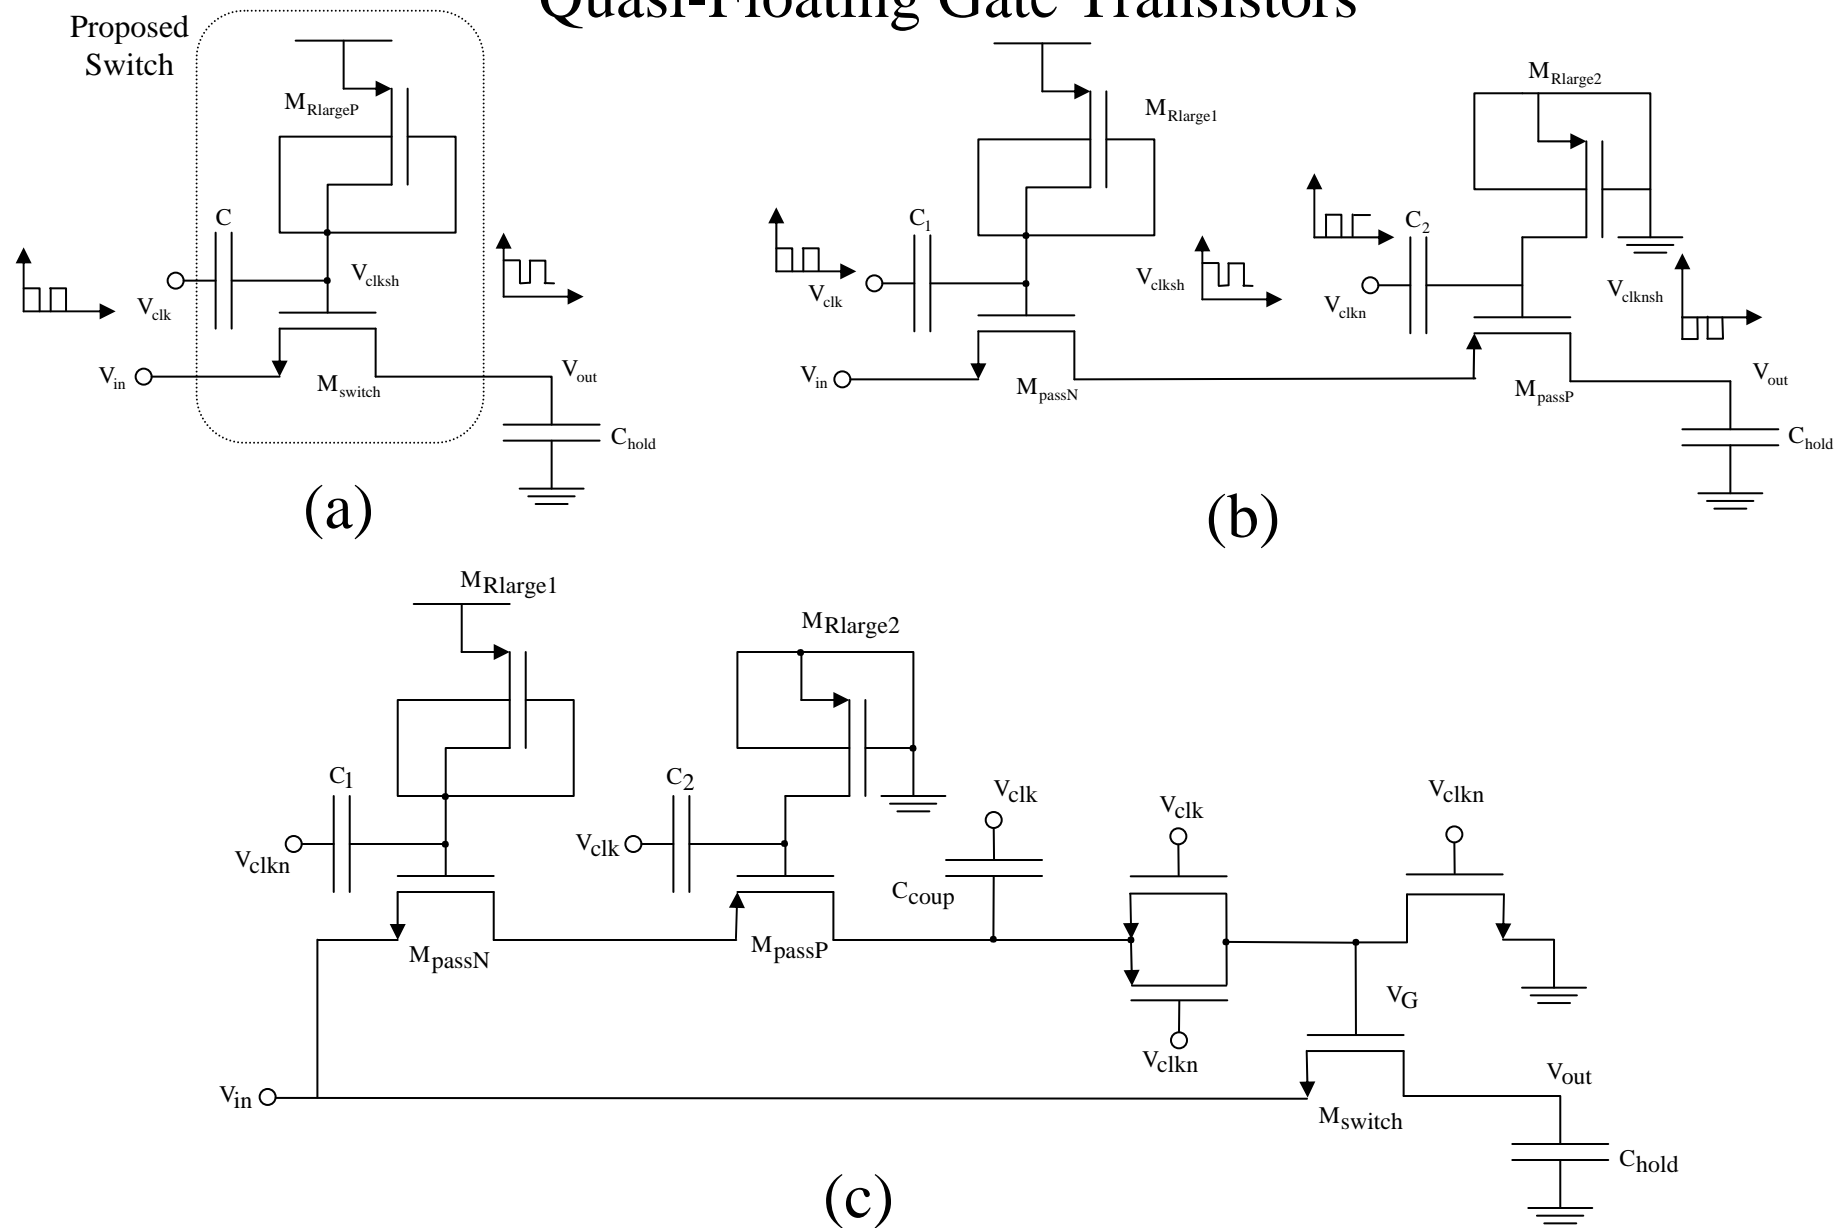 Quasi-Floating Gate Transistors
Proposed
Switch
MRlargeP
C
Vclk
Vclksh
Vin
Mswitch
Vout
Chold
(a)
MRlarge1
MRlarge2
C1
Vclk
Vclksh
C2
Vclkn
Vclknsh
Vin
MpassN
MpassP
Vout
Chold
(b)
MRlarge1
MRlarge2
C1
Vclkn
C2
Vclk
Vclk
Ccoup
Vclk
Vclkn
MpassN
MpassP
VG
Vclkn
Vin
Mswitch
Vout
Chold
(c)